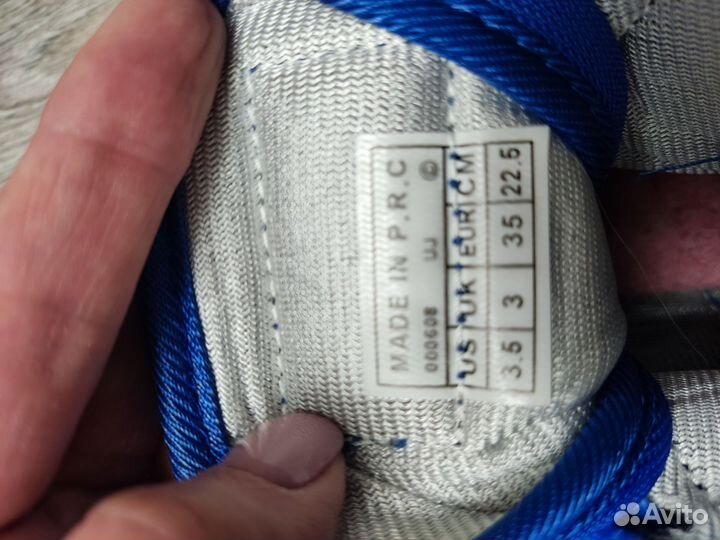 MADE IN P.R.C
000608 UJ ©
US UK EUR CM
3.5 3 35 22.5
Avito